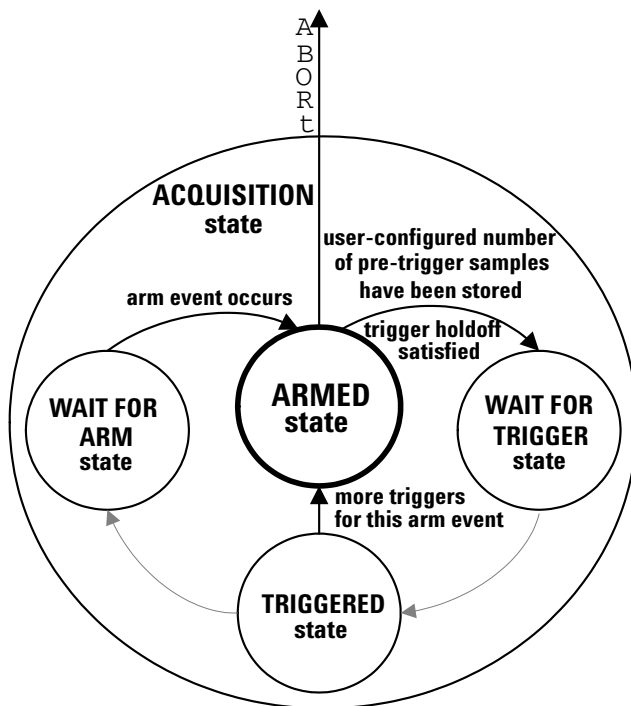 ABORt
ACQUISITION
state
user-configured number
of pre-trigger samples
have been stored
arm event occurs
trigger holdoff
satisfied
WAIT FOR
ARM
state
ARMED
state
WAIT FOR
TRIGGER
state
more triggers
for this arm event
TRIGGERED
state